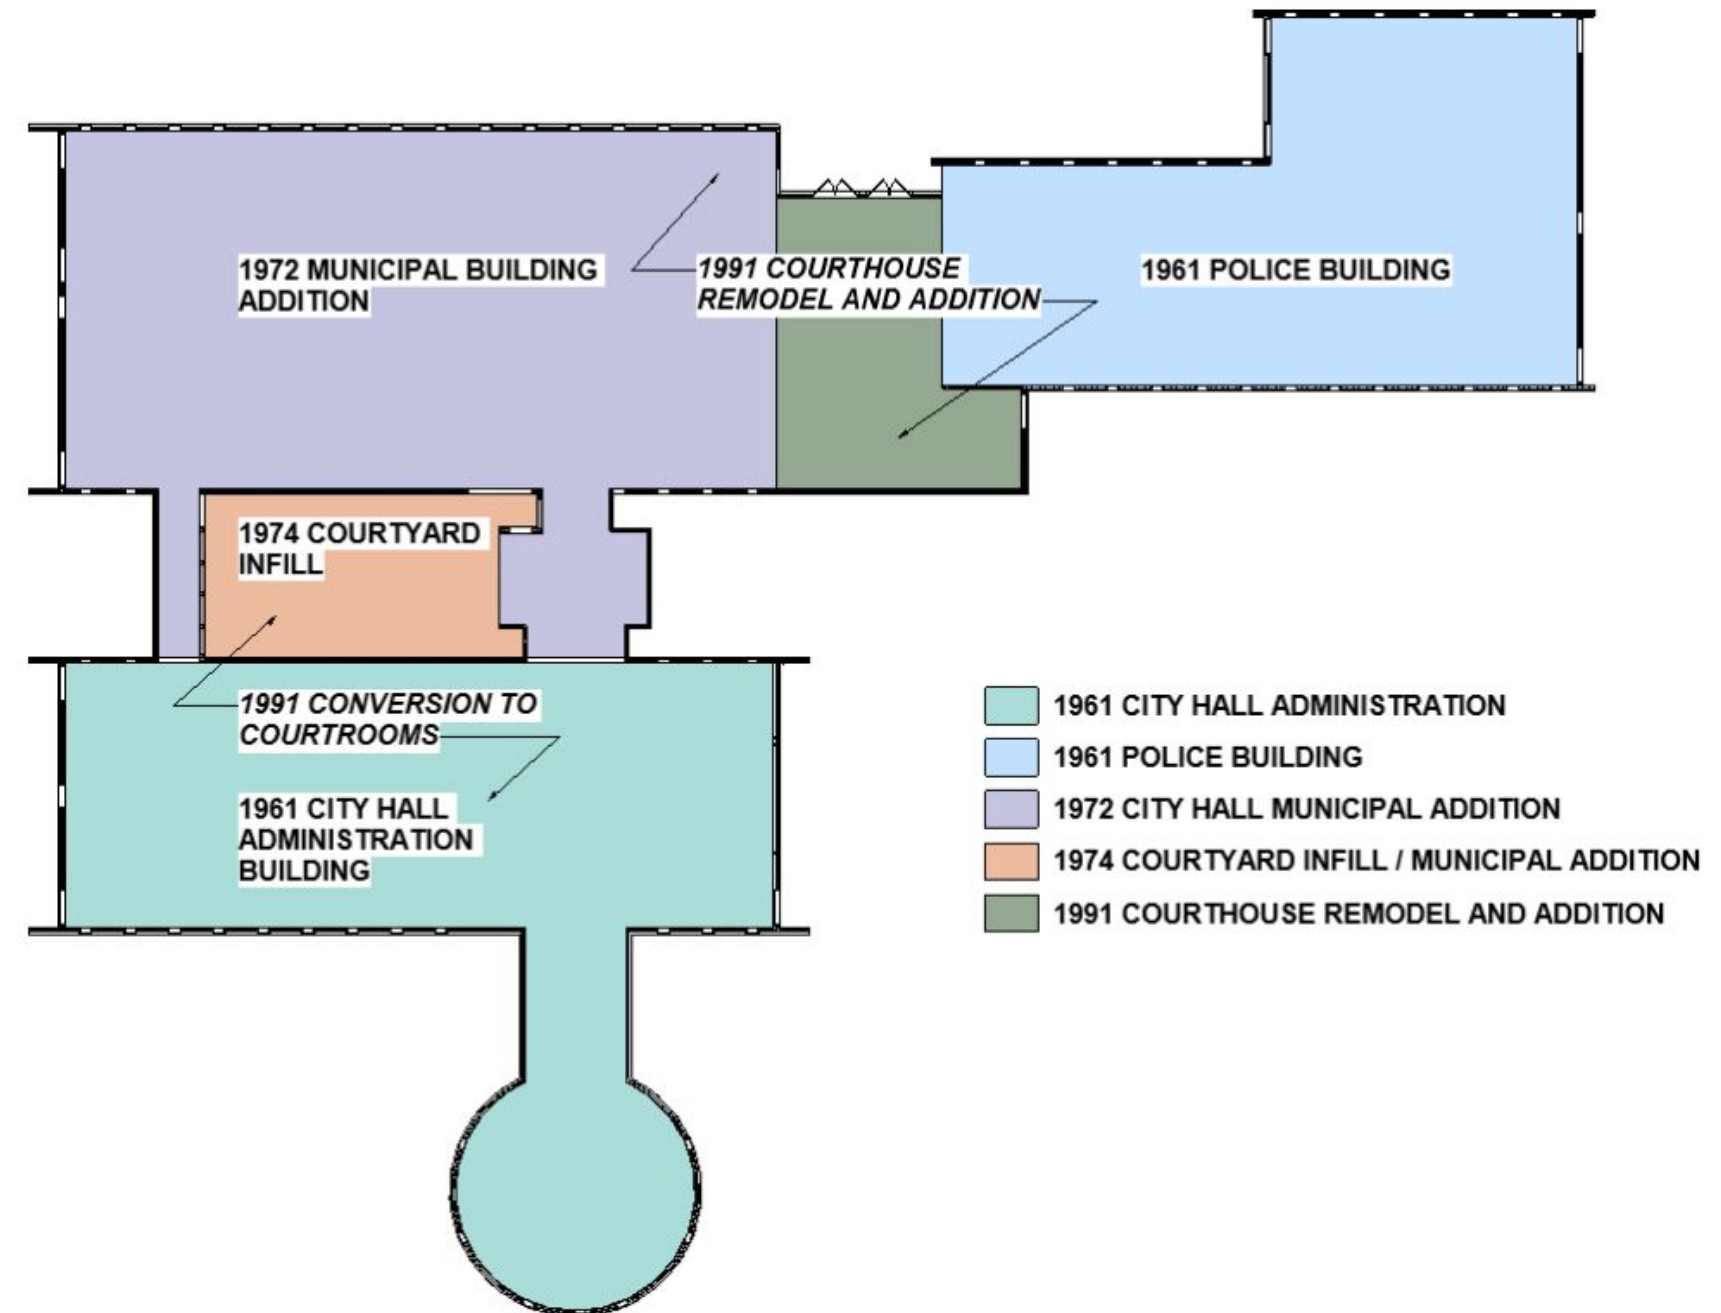 1972 MUNICIPAL BUILDING
ADDITION
1991 COURTHOUSE
REMODEL AND ADDITION
1961 POLICE BUILDING
1974 COURTYARD
INFILL
1991 CONVERSION TO
COURTROOMS
1961 CITY HALL
ADMINISTRATION
BUILDING
1961 CITY HALL ADMINISTRATION
1961 POLICE BUILDING
1972 CITY HALL MUNICIPAL ADDITION
1974 COURTYARD INFILL / MUNICIPAL ADDITION
1991 COURTHOUSE REMODEL AND ADDITION